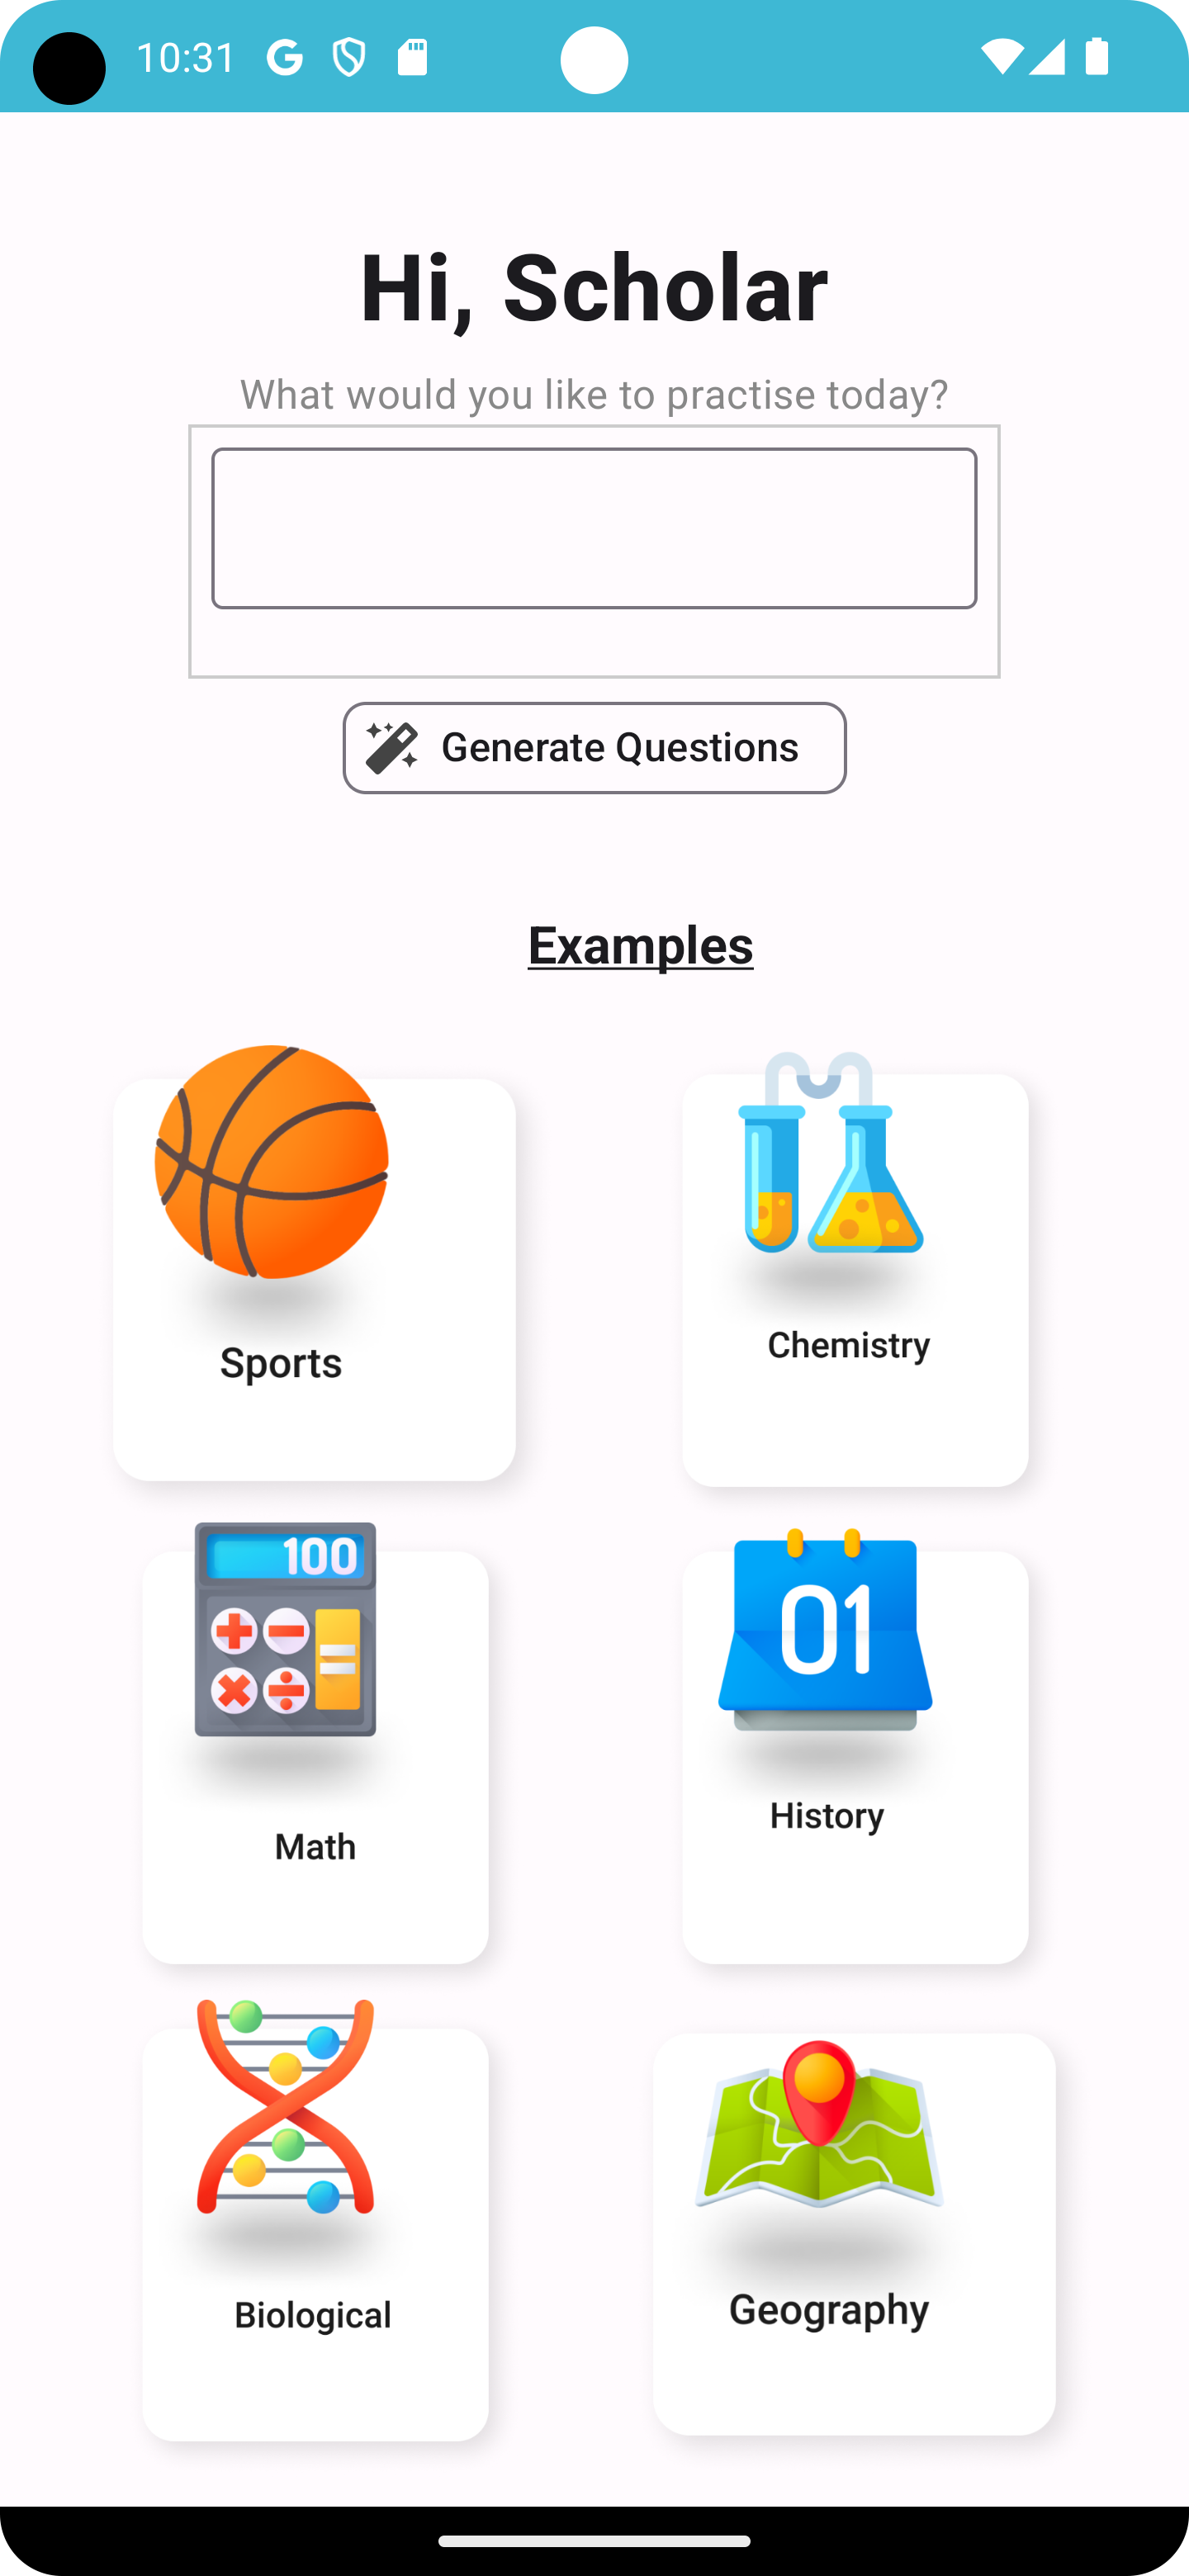 10:31
Hi, Scholar
What would you like to practise today?
Generate Questions
Examples
Sports
Chemistry
100
01
Math
History
Biological
Geography